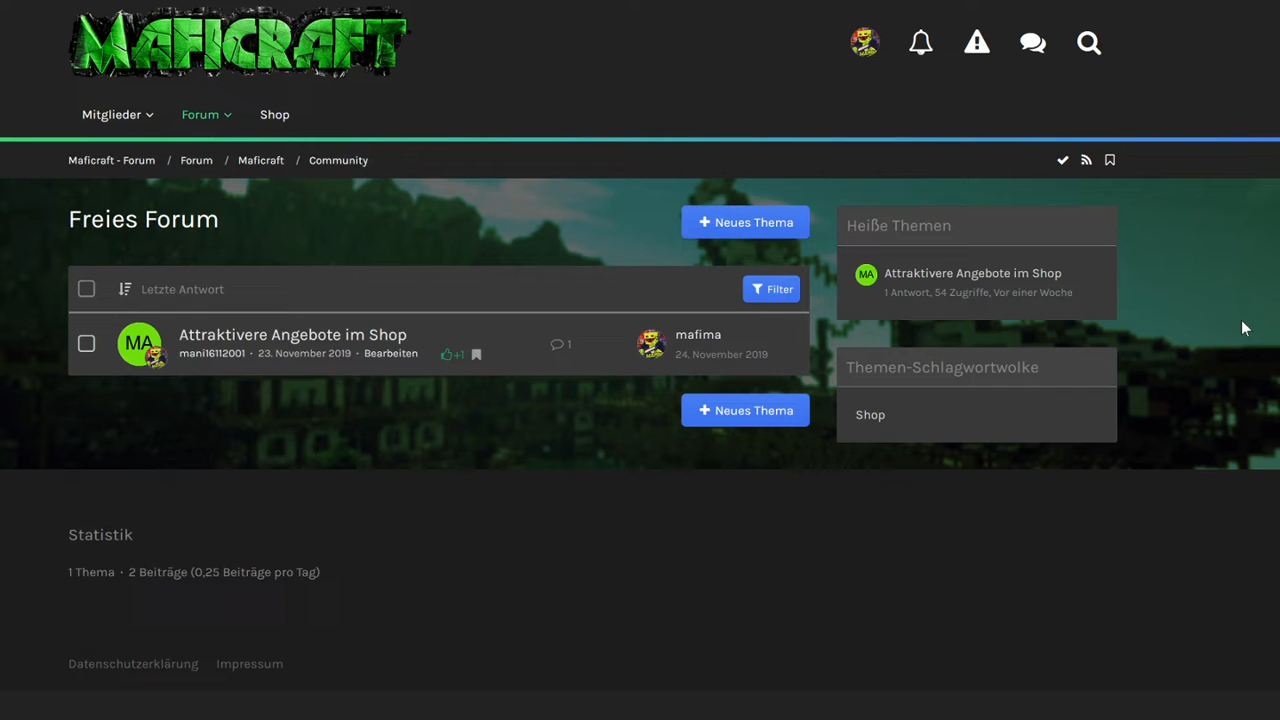 MAFICRAFT
Mitglieder Forum Shop
Maficraft - Forum / Forum / Maficraft / Community
Freies Forum
+ Neues Thema
Letzte Antwort
Filter
MA
Attraktivere Angebote im Shop
mani16112001 · 23. November 2019 · Bearbeiten
+1
1
mafima
24. November 2019
+ Neues Thema
Heiße Themen
MA
Attraktivere Angebote im Shop
1 Antwort, 54 Zugriffe, Vor einer Woche
Themen-Schlagwortwolke
Shop
Statistik
1 Thema · 2 Beiträge (0,25 Beiträge pro Tag)
Datenschutzerklärung Impressum